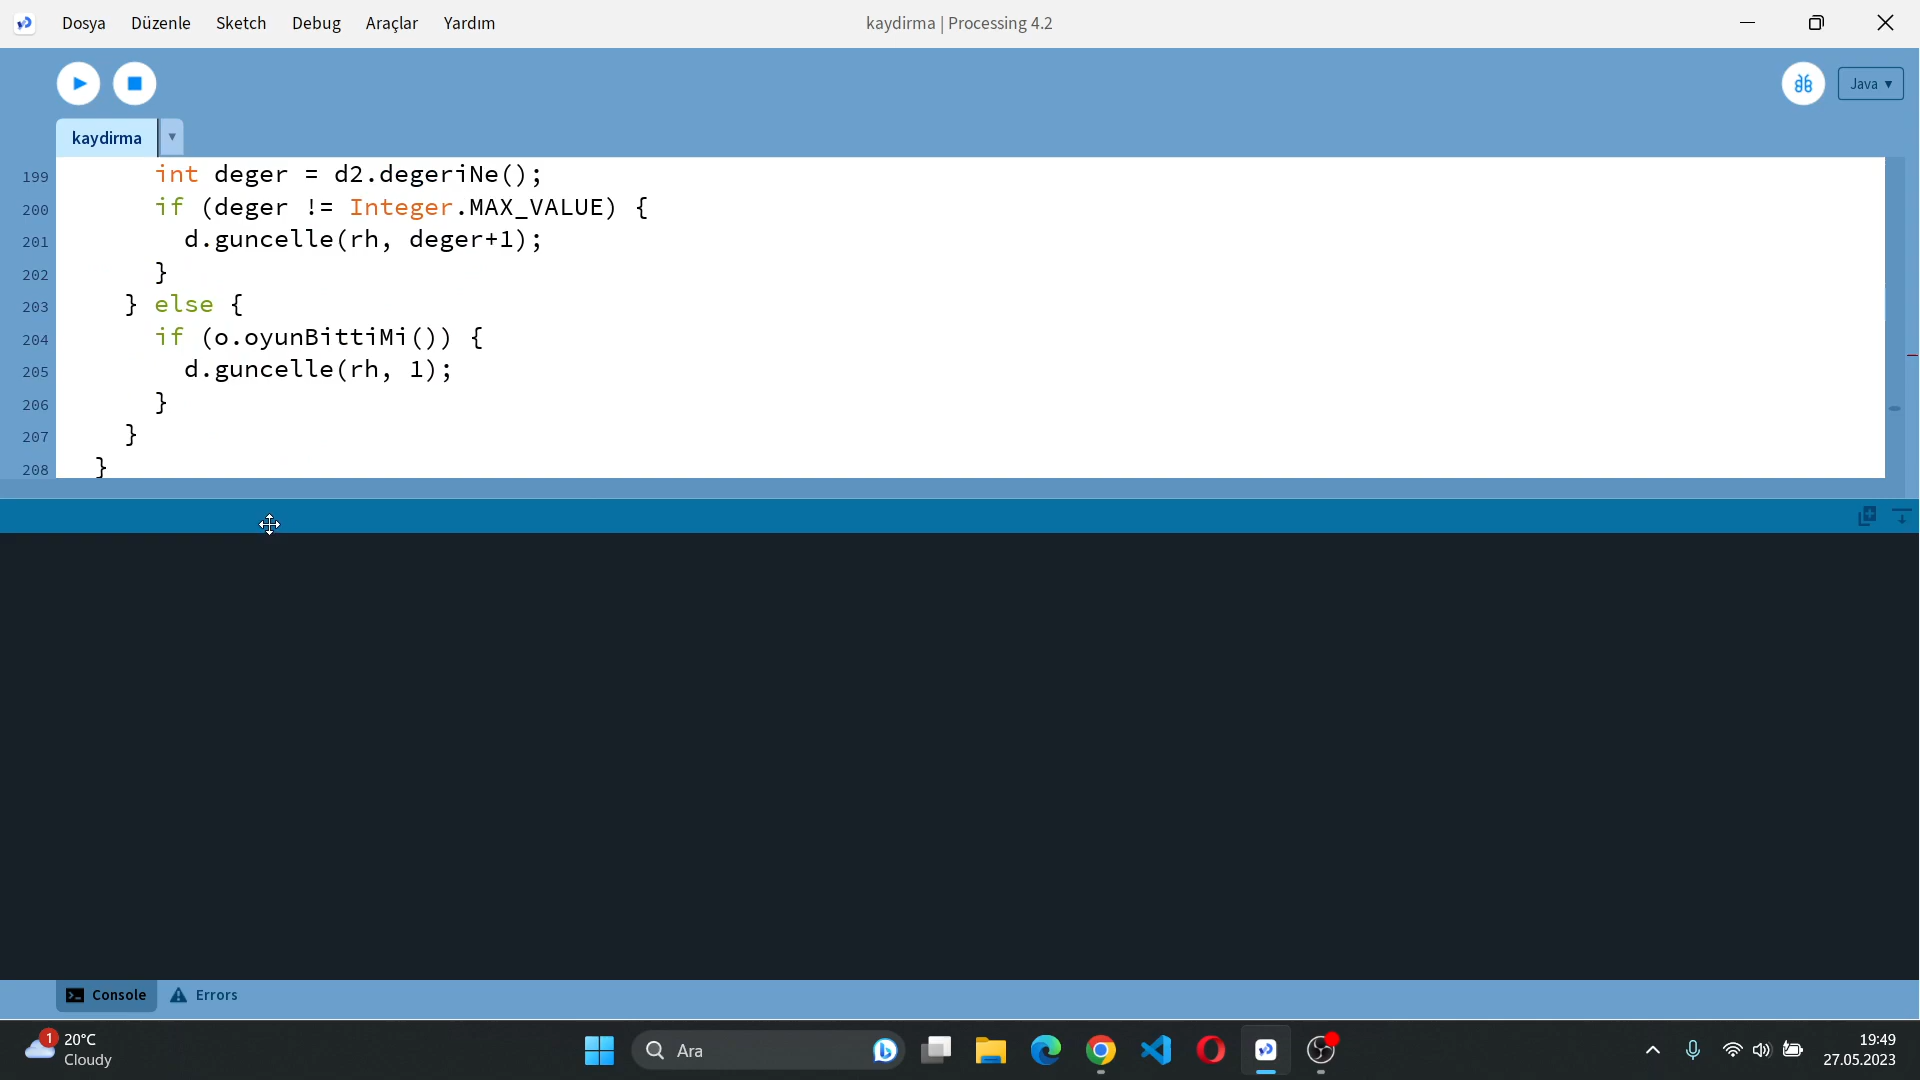 Dosya Düzenle Sketch Debug Araçlar Yardım kaydirma | Processing 4.2
Java
kaydirma
199 int deger = d2.degeriNe();
200 if (deger != Integer.MAX_VALUE) {
201 d.guncelle(rh, deger+1);
202 }
203 } else {
204 if (o.oyunBittiMi()) {
205 d.guncelle(rh, 1);
206 }
207 }
208 }
Console Errors
1 20°C
Cloudy
Ara
19:49
27.05.2023